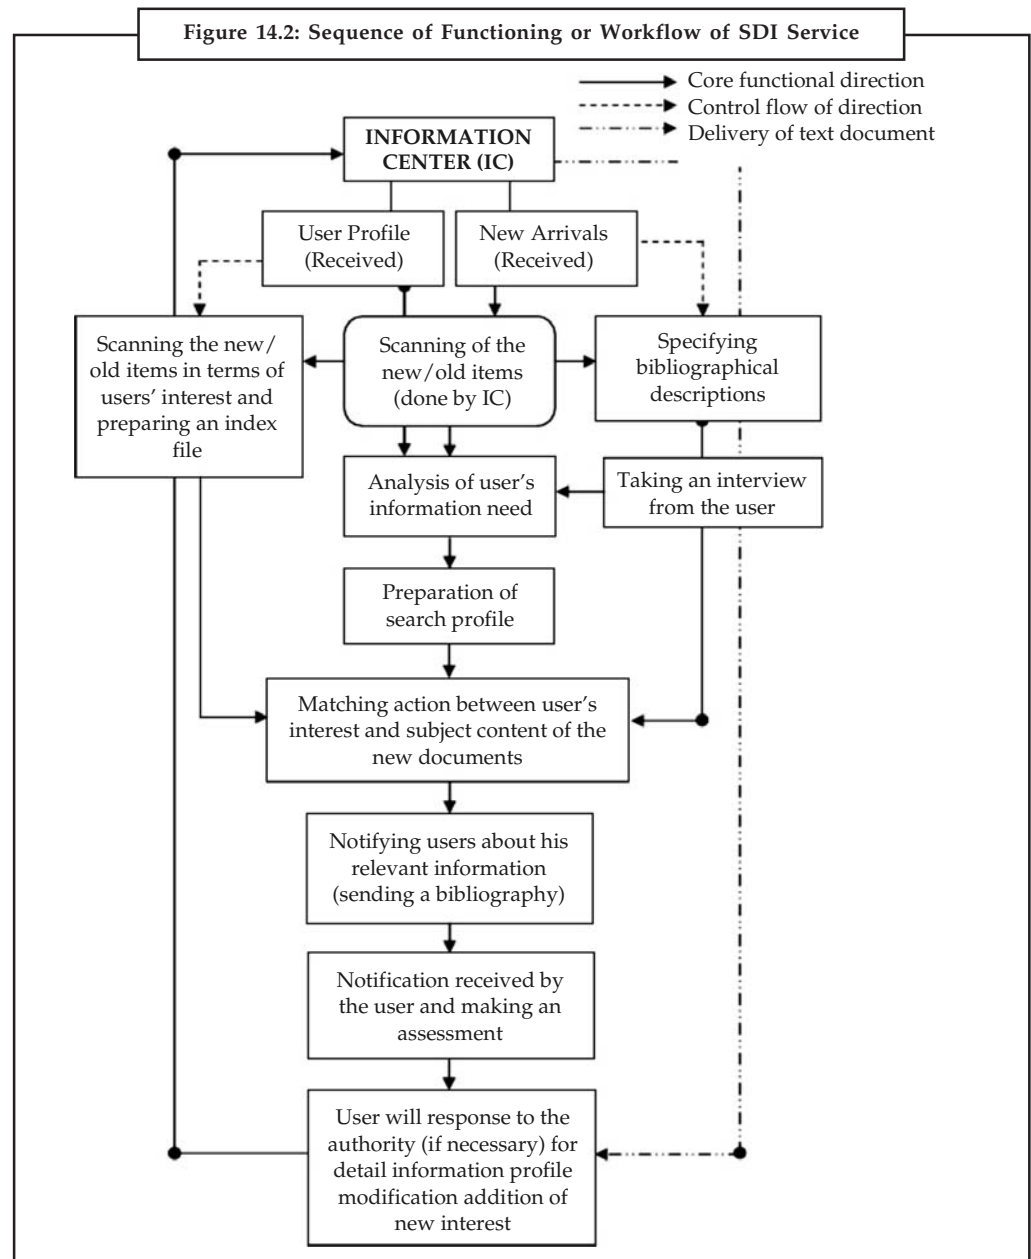 Figure 14.2: Sequence of Functioning or Workflow of SDI Service
Core functional direction
Control flow of direction
Delivery of text document
INFORMATION
CENTER (IC)
User Profile
(Received)
New Arrivals
(Received)
Scanning the new/
old items in terms of
users’ interest and
preparing an index
file
Scanning of the
new/old items
(done by IC)
Specifying
bibliographical
descriptions
Analysis of user’s
information need
Taking an interview
from the user
Preparation of
search profile
Matching action between user’s
interest and subject content of the
new documents
Notifying users about his
relevant information
(sending a bibliography)
Notification received by
the user and making an
assessment
User will response to the
authority (if necessary) for
detail information profile
modification addition of
new interest